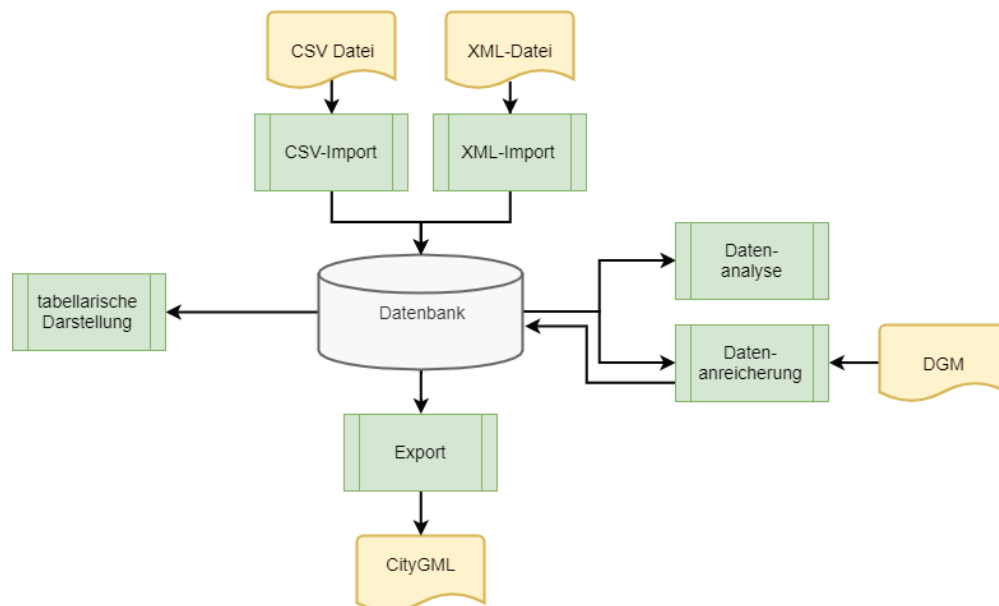 CSV Datei
XML-Datei
CSV-Import
XML-Import
Daten-
analyse
tabellarische
Darstellung
Datenbank
Daten-
anreicherung
DGM
Export
CityGML